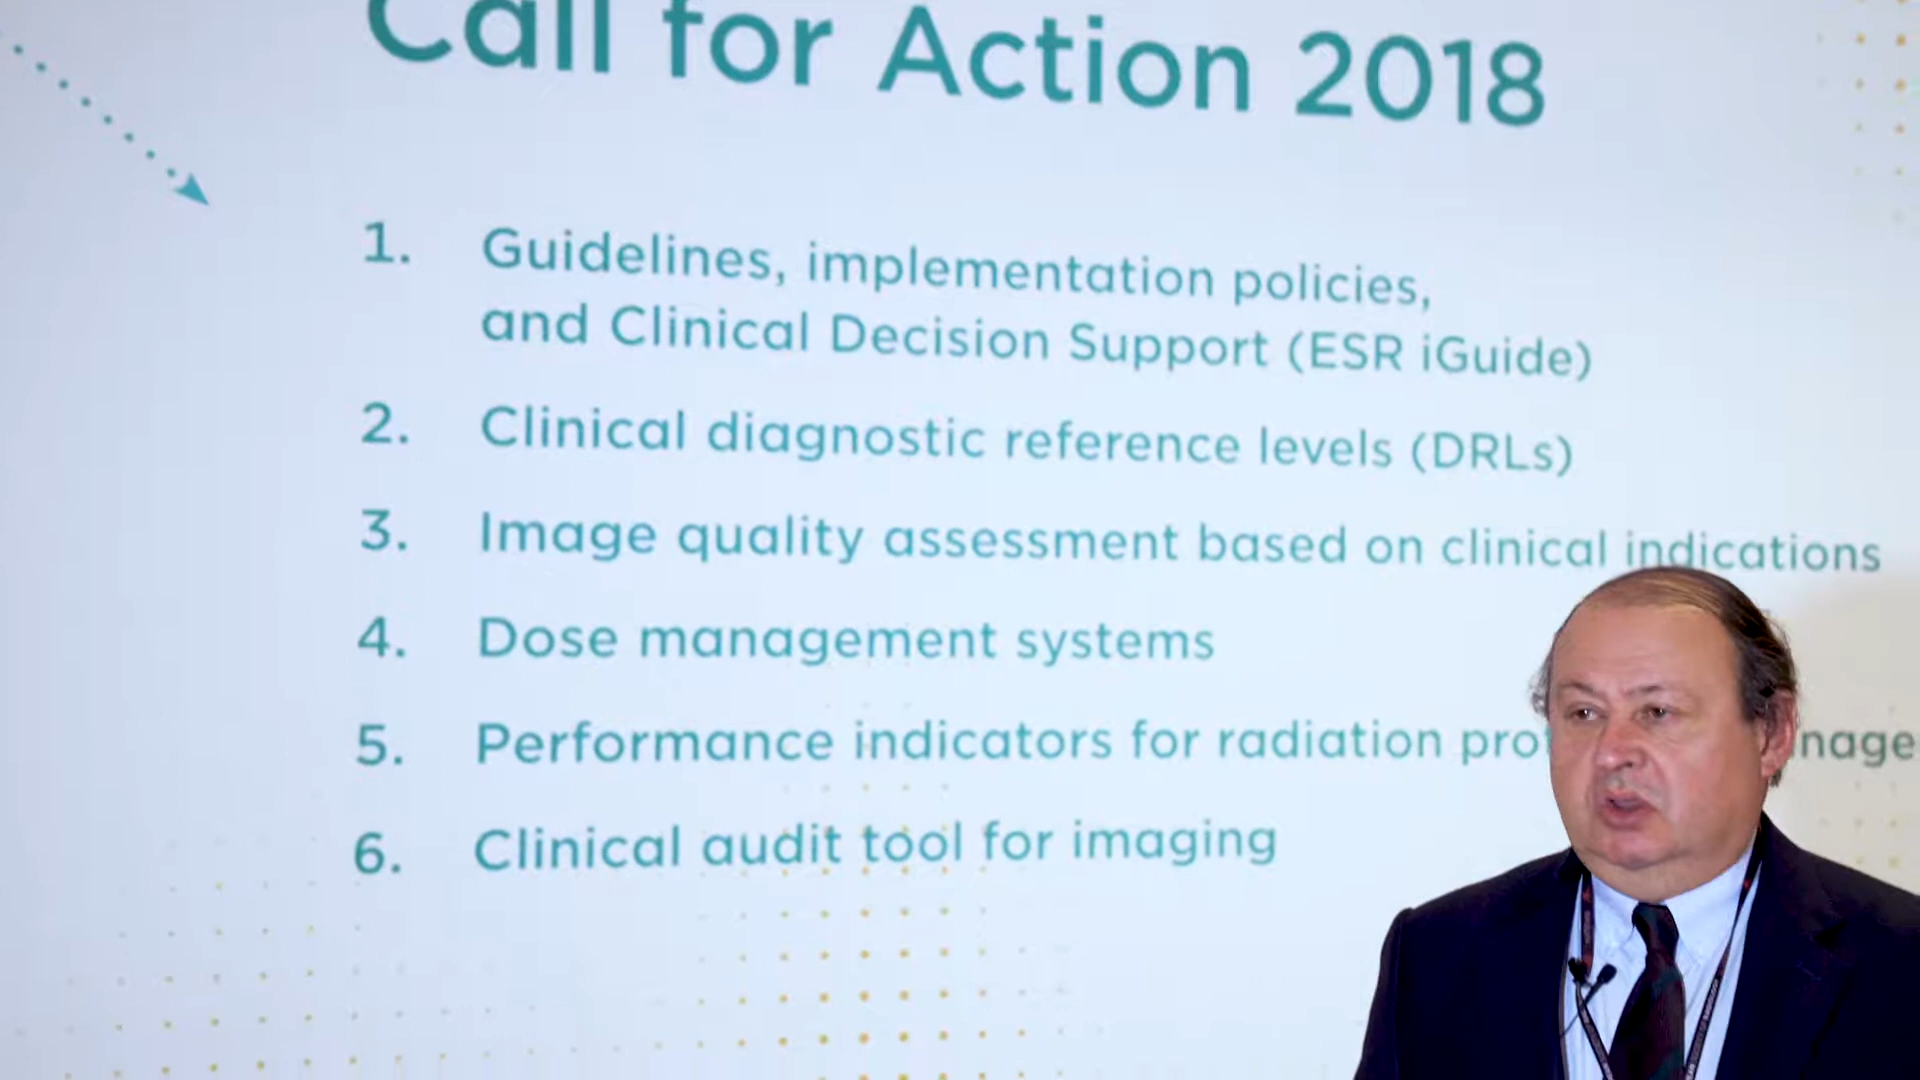 Call for Action 2018
1. Guidelines, implementation policies,
and Clinical Decision Support (ESR iGuide)
2. Clinical diagnostic reference levels (DRLs)
3. Image quality assessment based on clinical indications
4. Dose management systems
5. Performance indicators for radiation
6. Clinical audit tool for imaging